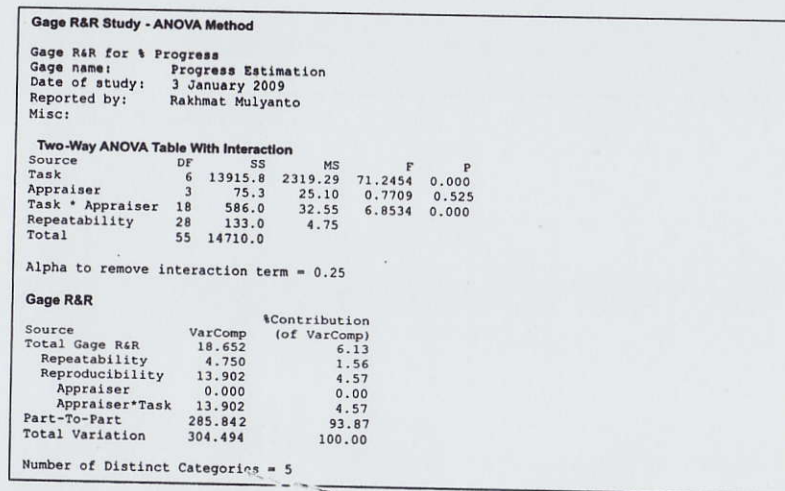 Gage R&R Study - ANOVA Method
Gage R&R for % Progress
Gage name: Progress Estimation
Date of study: 3 January 2009
Reported by: Rakhmat Mulyanto
Misc:
Two-Way ANOVA Table With Interaction
Source DF SS MS F P
Task 6 13915.8 2319.29 71.2454 0.000
Appraiser 3 75.3 25.10 0.7709 0.525
Task * Appraiser 18 586.0 32.55 6.8534 0.000
Repeatability 28 133.0 4.75
Total 55 14710.0
Alpha to remove interaction term = 0.25
Gage R&R
%Contribution
Source VarComp (of VarComp)
Total Gage R&R 18.652 6.13
Repeatability 4.750 1.56
Reproducibility 13.902 4.57
Appraiser 0.000 0.00
Appraiser*Task 13.902 4.57
Part-To-Part 285.842 93.87
Total Variation 304.494 100.00
Number of Distinct Categories = 5